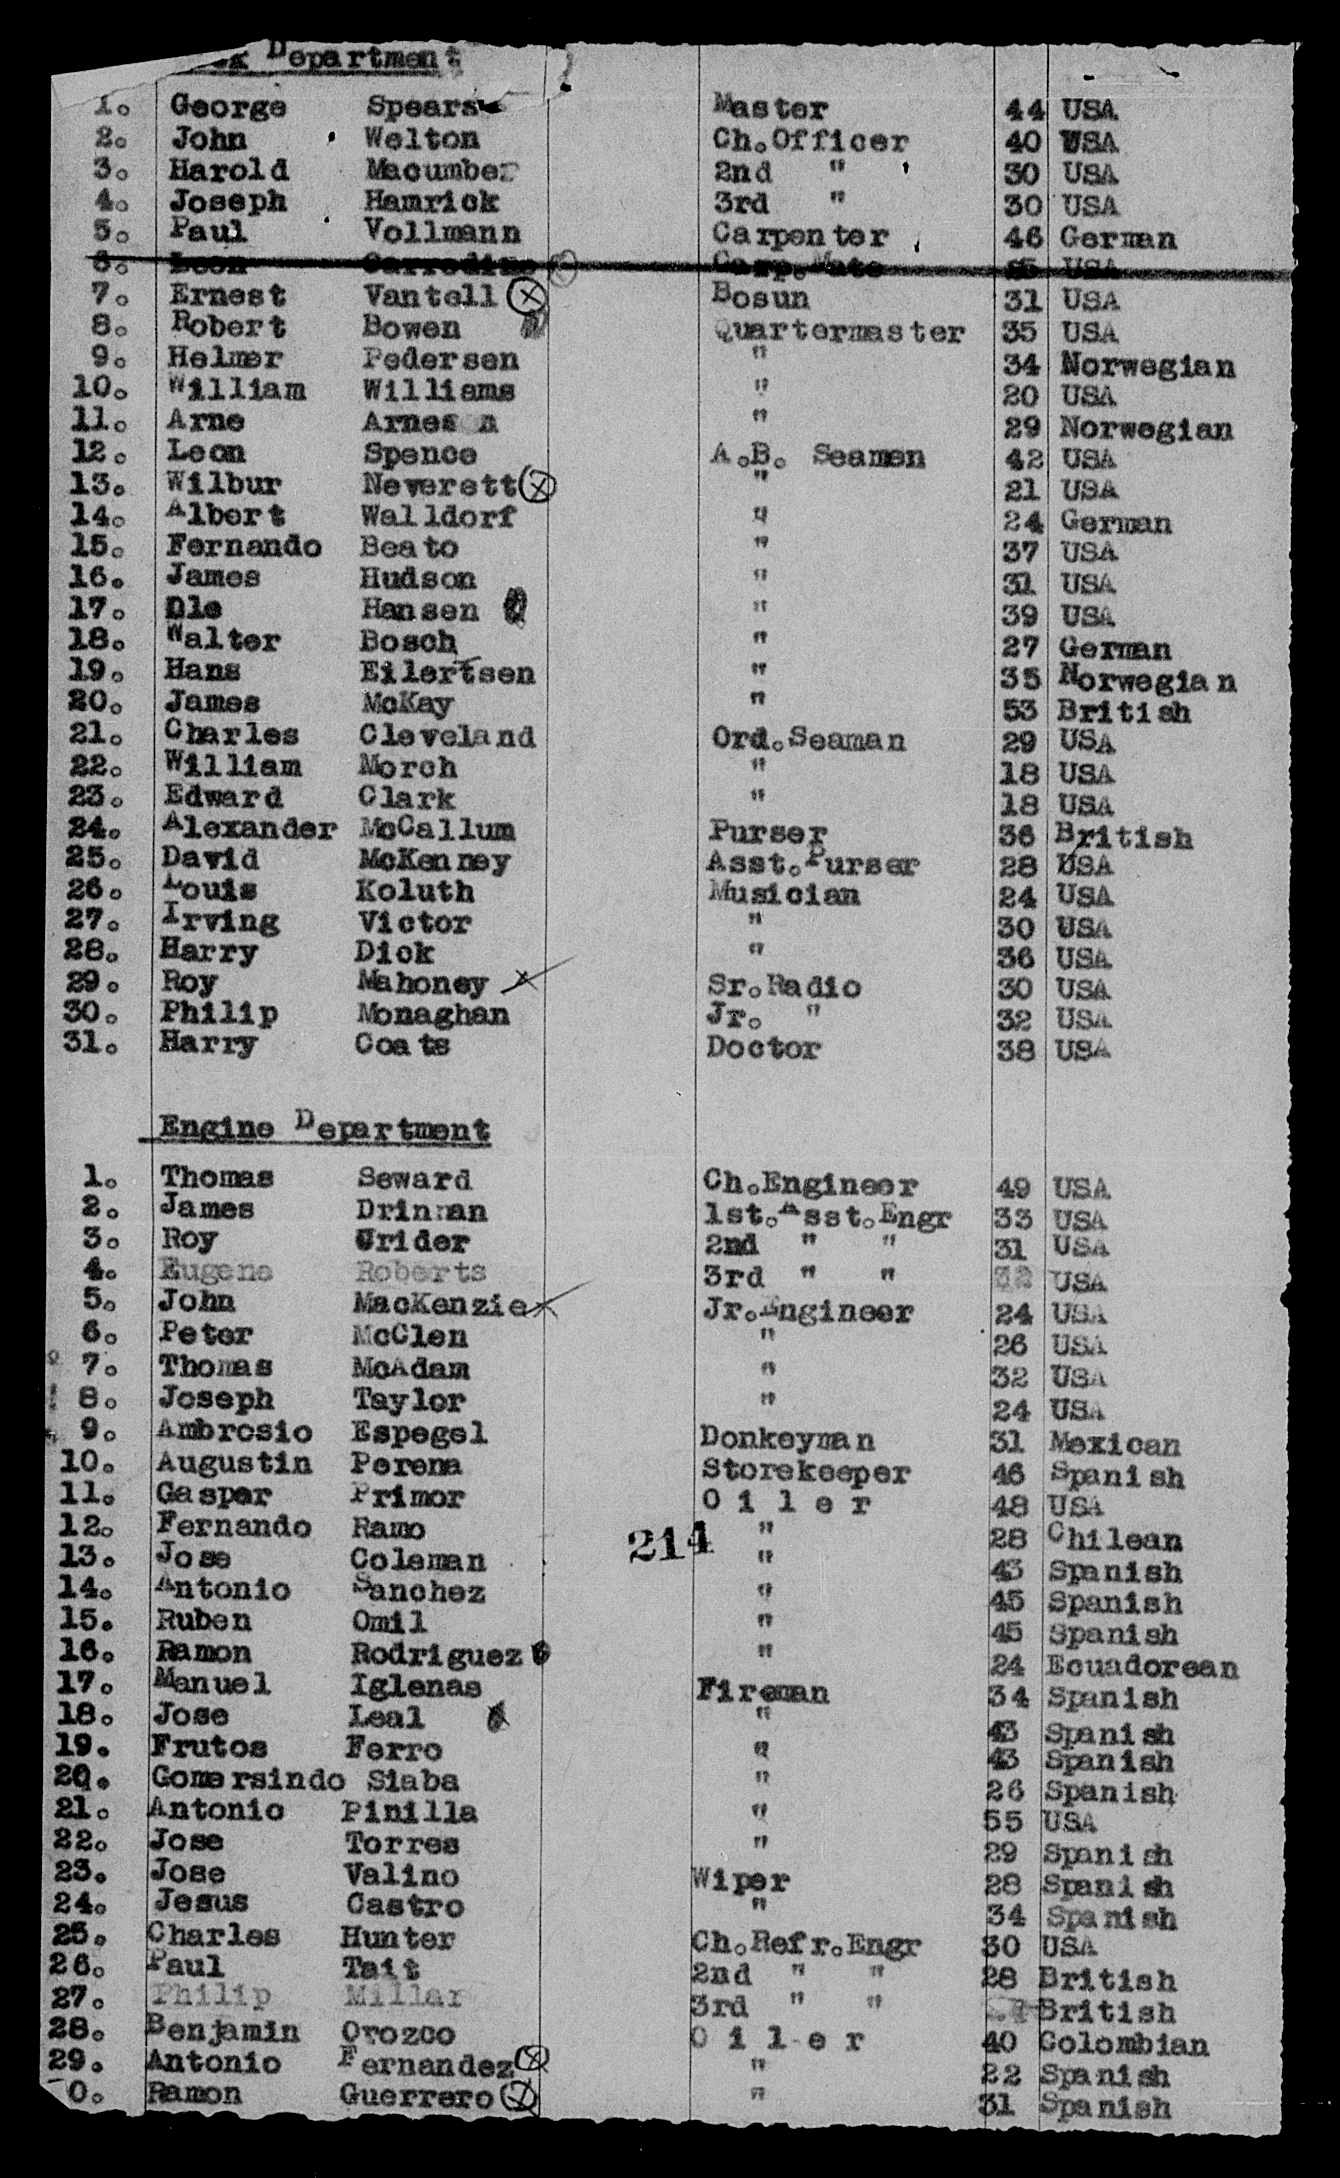 Department
1. George Spears Master 44 USA
2. John Welton Ch.Officer 40 USA
3. Harold Macumber 2nd " 30 USA
4. Joseph Hamrick 3rd " 30 USA
5. Paul Vollmann Carpenter 46 German
6. Leon Carp.Mate USA
7. Ernest Vantell Bosun 31 USA
8. Robert Bowen Quartermaster 35 USA
9. Helmer Pedersen " 34 Norwegian
10. William Williams " 20 USA
11. Arne Arneson " 29 Norwegian
12. Leon Spence A.B. Seamen 42 USA
13. Wilbur Neverett " 21 USA
14. Albert Walldorf " 24 German
15. Fernando Beato " 37 USA
16. James Hudson " 31 USA
17. Ole Hansen " 39 USA
18. Walter Bosch " 27 German
19. Hans Eilertsen " 35 Norwegian
20. James McKay " 53 British
21. Charles Cleveland Ord.Seaman 29 USA
22. William Morch " 18 USA
23. Edward Clark " 18 USA
24. Alexander McCallum Purser 36 British
25. David McKenney Asst.Purser 28 USA
26. Louis Koluth Musician 24 USA
27. Irving Victor " 30 USA
28. Harry Dick " 36 USA
29. Roy Mahoney Sr.Radio 30 USA
30. Philip Monaghan Jr. " 32 USA
31. Harry Coats Doctor 38 USA
Engine Department
1. Thomas Seward Ch.Engineer 49 USA
2. James Drinnan 1st.Asst.Engr 33 USA
3. Roy Urider 2nd " " 31 USA
4. Eugene Roberts 3rd " " 32 USA
5. John MacKenzie Jr.Engineer 24 USA
6. Peter McClen " 26 USA
7. Thomas McAdam " 32 USA
8. Joseph Taylor " 24 USA
9. Ambrosio Espegel Donkeyman 31 Mexican
10. Augustin Perema Storekeeper 46 Spanish
11. Gaspar Primor O i l e r 48 USA
12. Fernando Ramo " 28 Chilean
214
13. Jose Coleman " 43 Spanish
14. Antonio Sanchez " 45 Spanish
15. Ruben Omil " 45 Spanish
16. Ramon Rodriguez " 24 Ecuadorean
17. Manuel Iglenas Fireman 34 Spanish
18. Jose Leal " 43 Spanish
19. Frutos Ferro " 43 Spanish
20. Gomersindo Siaba " 26 Spanish
21. Antonio Pinilla " 55 USA
22. Jose Torres " 29 Spanish
23. Jose Valino Wiper 28 Spanish
24. Jesus Castro " 34 Spanish
25. Charles Hunter Ch.Refr.Engr 30 USA
26. Paul Tait 2nd " " 28 British
27. Philip Millar 3rd " " British
28. Benjamin Orozco O i l e r 40 Colombian
29. Antonio Fernandez " 22 Spanish
0. Ramon Guerrero " 31 Spanish